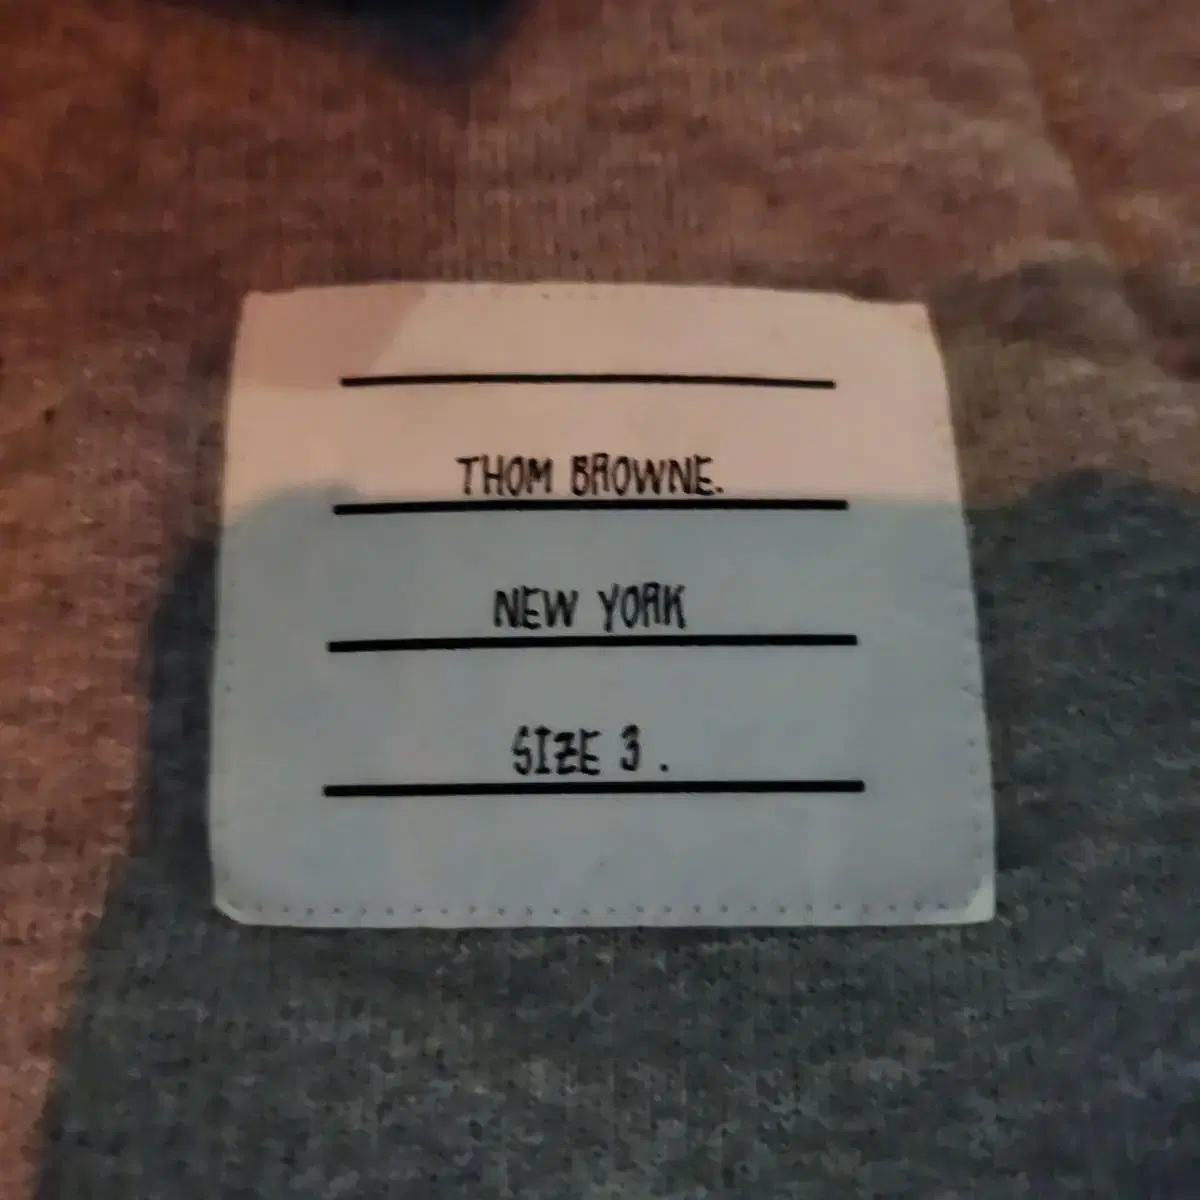 THOM BROWNE.
NEW YORK
SIZE 3 .